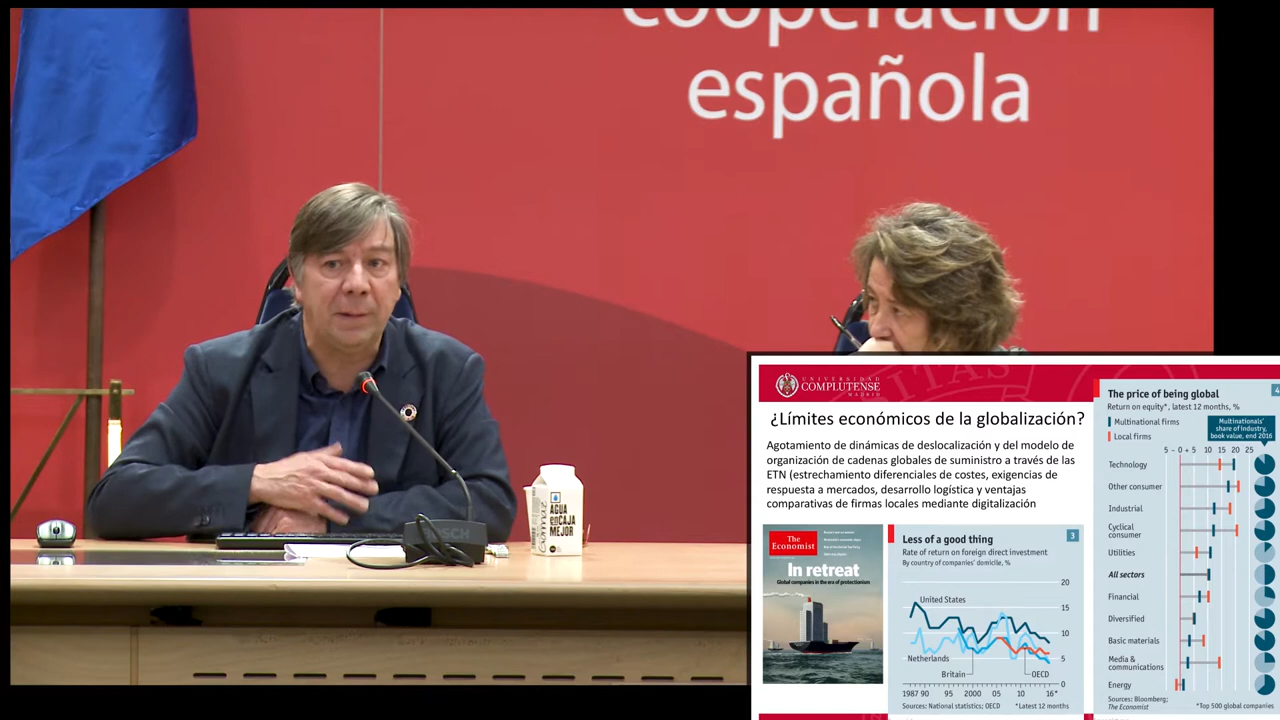 cooperación
española
AGUA
EN CAJA
MEJOR
BOSCH
UNIVERSIDAD
COMPLUTENSE
MADRID
¿Límites económicos de la globalización?
Agotamiento de dinámicas de deslocalización y del modelo de
organización de cadenas globales de suministro a través de las
ETN (estrechamiento diferenciales de costes, exigencias de
respuesta a mercados, desarrollo logística y ventajas
comparativas de firmas locales mediante digitalización
The
Economist
In retreat
Global companies in the era of protectionism
Less of a good thing
3
Rate of return on foreign direct investment
By country of companies' domicile, %
20
United States
15
10
Netherlands
5
Britain
OECD
0
1987 90 95 2000 05 10 16*
Sources: National statistics; OECD
*Latest 12 months
The price of being global
4
Return on equity*, latest 12 months, %
Multinational firms
Local firms
Multinationals'
share of industry,
book value, end 2016
5 – 0 + 5 10 15 20 25
Technology
Other consumer
Industrial
Cyclical
consumer
Utilities
All sectors
Financial
Diversified
Basic materials
Media &
communications
Energy
Sources: Bloomberg;
The Economist
*Top 500 global companies